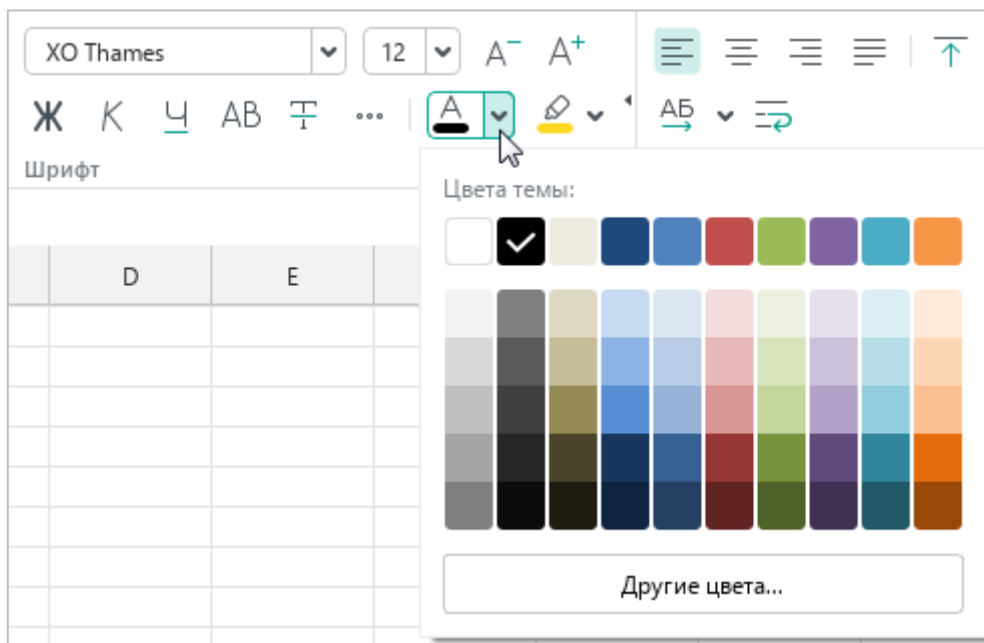 XO Thames 12 A⁻ A⁺
Ж К Ч АВ Т ... А АБ
Шрифт
Цвета темы:
D E
Другие цвета...